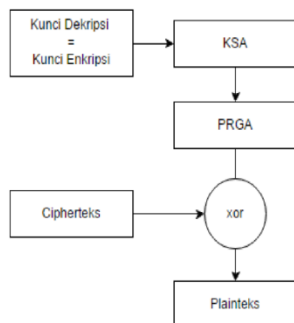 Kunci Dekripsi
=
Kunci Enkripsi
KSA
PRGA
Cipherteks
xor
Plainteks